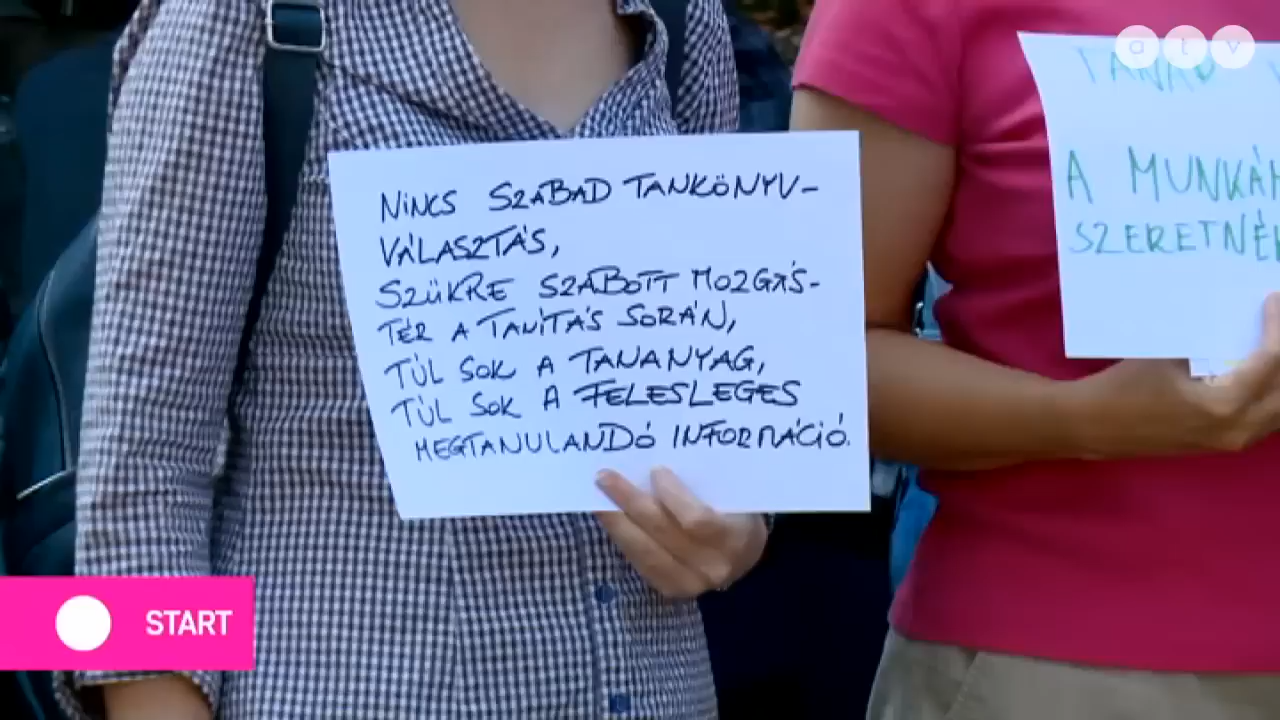 atv
NINCS SZABAD TANKÖNYV-
VÁLASZTÁS,
SZŰKRE SZABOTT MOZGÁS-
TÉR A TANÍTÁS SORÁN,
TÚL SOK A TANANYAG,
TÚL SOK A FELESLEGES
MEGTANULANDÓ INFORMÁCIÓ.
A
SZERETNÉ
START